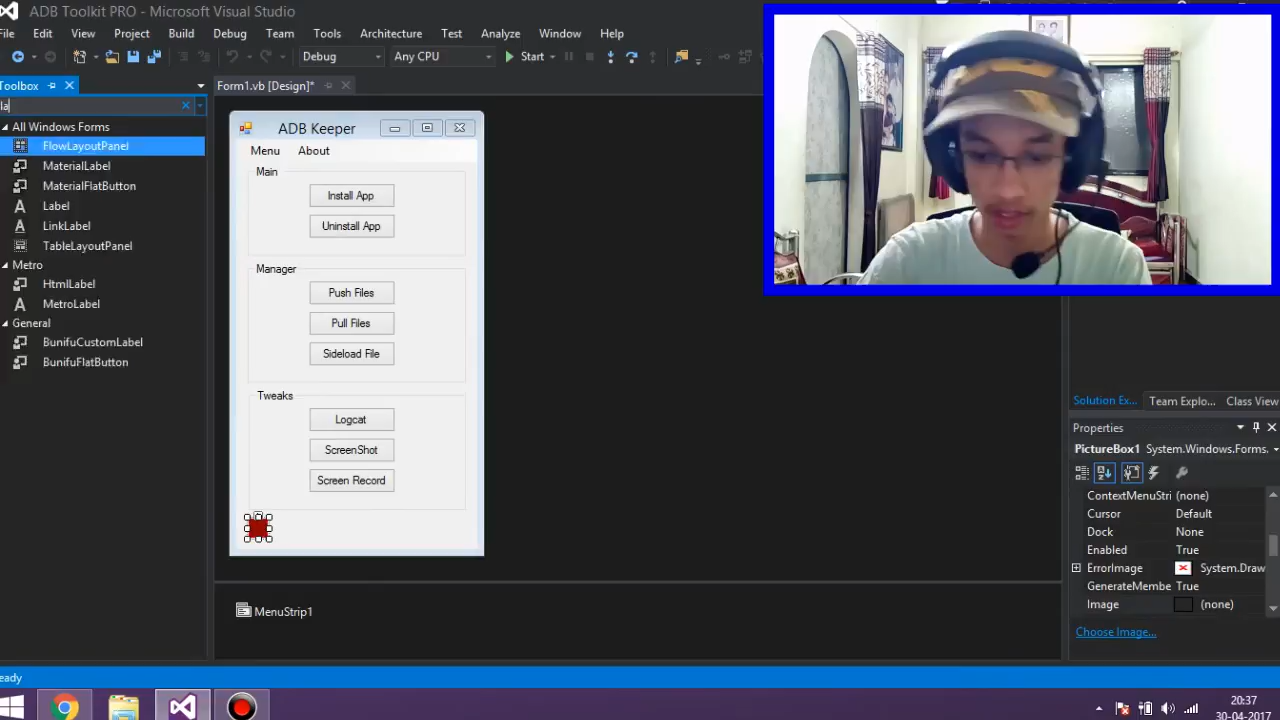 ADB Toolkit PRO - Microsoft Visual Studio
File Edit View Project Build Debug Team Tools Architecture Test Analyze Window Help
Debug Any CPU Start
Toolbox
Form1.vb [Design]*
la
All Windows Forms
FlowLayoutPanel
MaterialLabel
MaterialFlatButton
Label
LinkLabel
TableLayoutPanel
Metro
HtmlLabel
MetroLabel
General
BunifuCustomLabel
BunifuFlatButton
ADB Keeper
Menu About
Main
Install App
Uninstall App
Manager
Push Files
Pull Files
Sideload File
Tweaks
Logcat
ScreenShot
Screen Record
MenuStrip1
Solution Ex... Team Explo... Class View
Properties
PictureBox1 System.Windows.Forms.
ContextMenuStri (none)
Cursor Default
Dock None
Enabled True
ErrorImage System.Draw
GenerateMembe True
Image (none)
Choose Image...
eady
20:37
30-04-2017